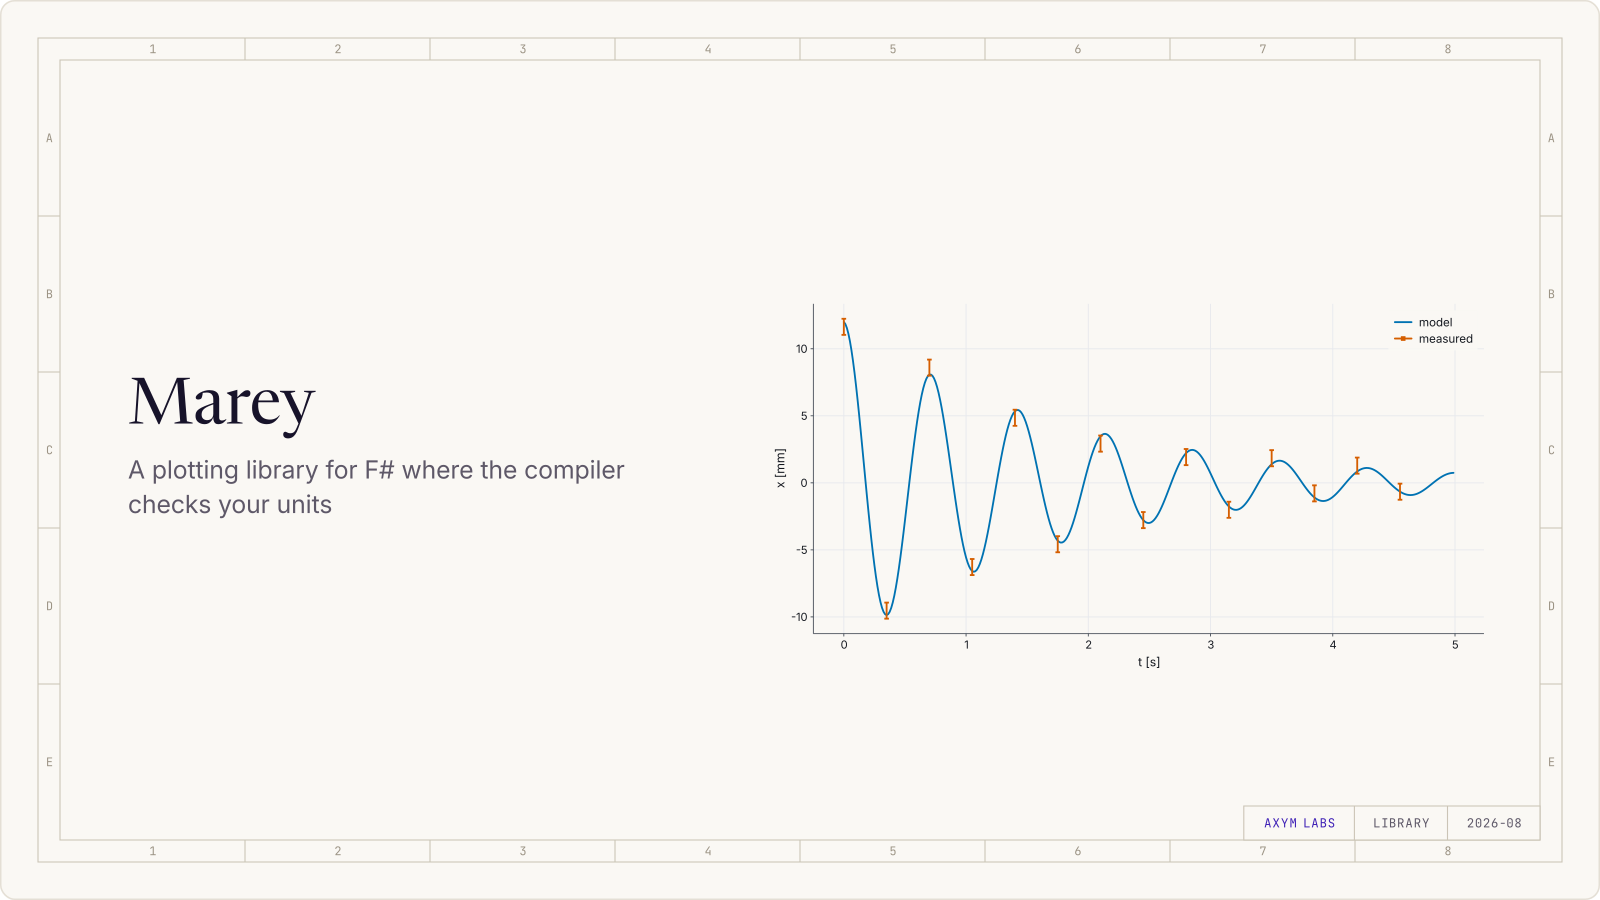 1 2 3 4 5 6 7 8
A A
B B
C C
D D
E E
Marey
A plotting library for F# where the compiler
checks your units
model
measured
10
5
0
-5
-10
x [mm]
0 1 2 3 4 5
t [s]
AXYM LABS LIBRARY 2026-08
1 2 3 4 5 6 7 8